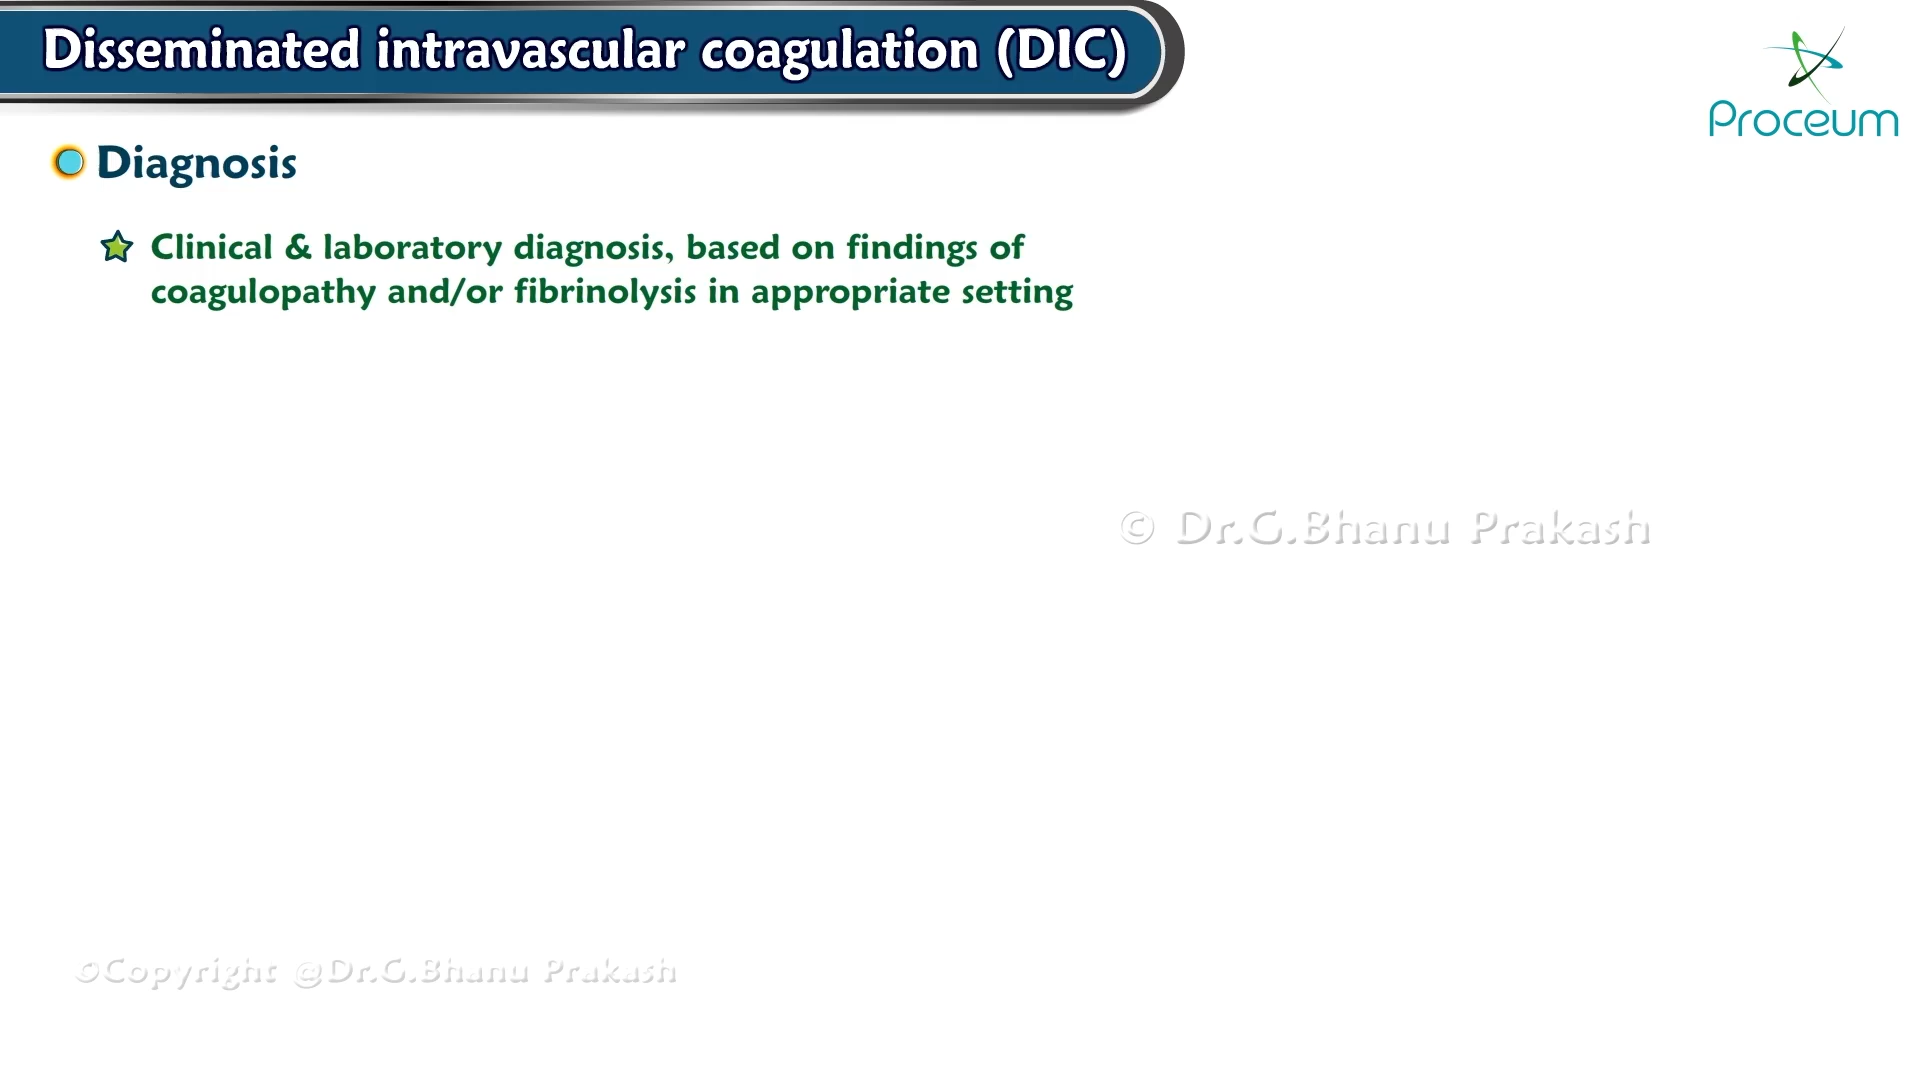 Disseminated intravascular coagulation (DIC)
Proceum
Diagnosis
Clinical & laboratory diagnosis, based on findings of
coagulopathy and/or fibrinolysis in appropriate setting
© Dr.G.Bhanu Prakash
©Copyright @Dr.G.Bhanu Prakash